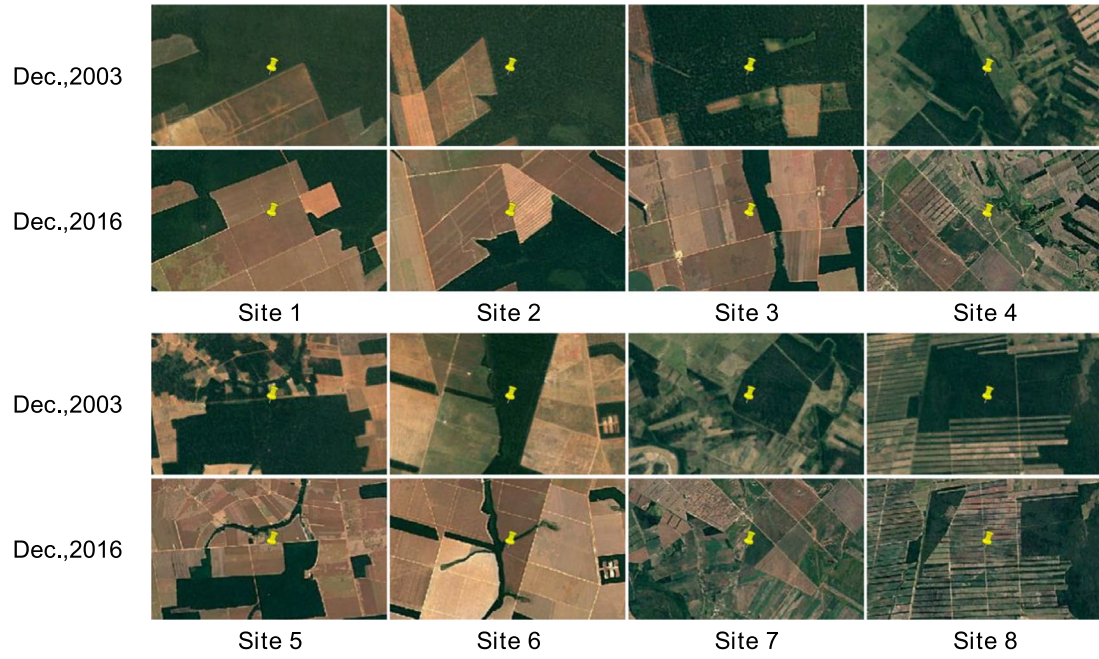 Dec.,2003
Dec.,2016
Site 1 Site 2 Site 3 Site 4
Dec.,2003
Dec.,2016
Site 5 Site 6 Site 7 Site 8